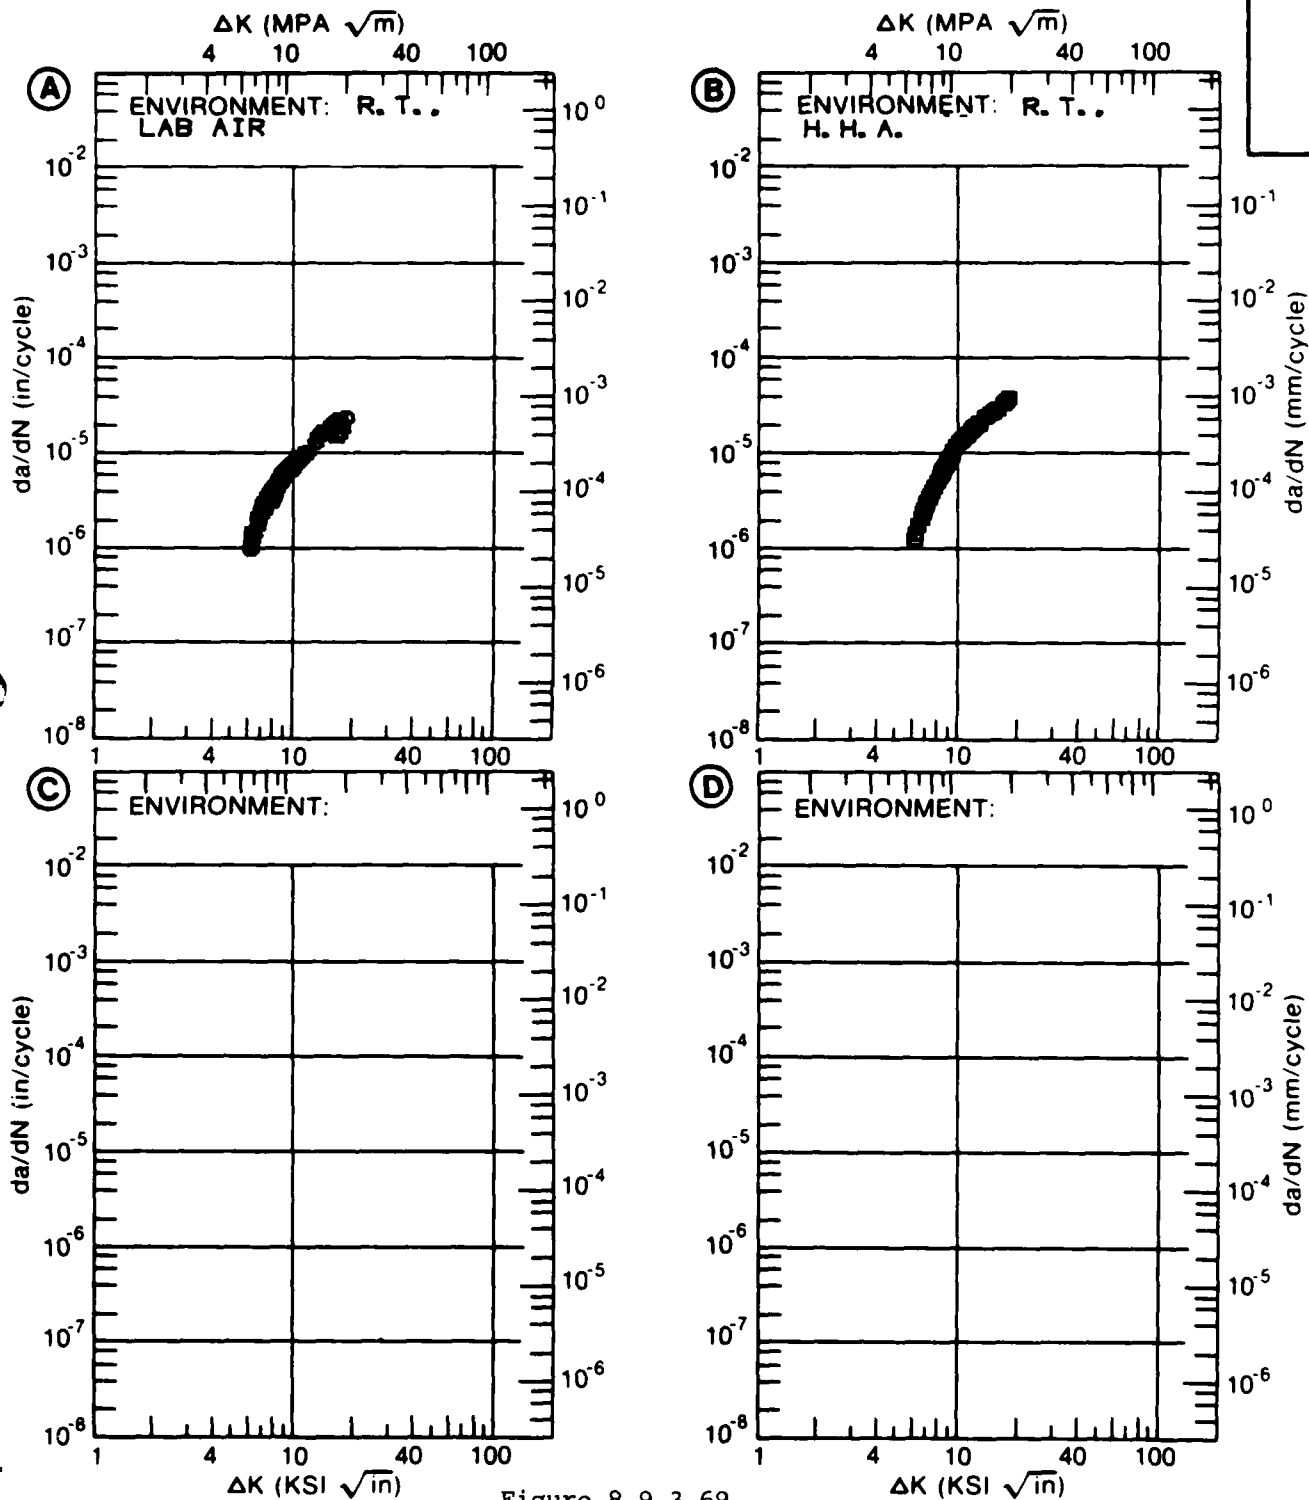 ΔK (MPA √m)
4 10 40 100
ΔK (MPA √m)
4 10 40 100
A
ENVIRONMENT: R. T.,
LAB AIR
da/dN (in/cycle)
10⁻²
10⁻³
10⁻⁴
10⁻⁵
10⁻⁶
10⁻⁷
10⁻⁸
10⁰
10⁻¹
10⁻²
10⁻³
10⁻⁴
10⁻⁵
10⁻⁶
1 4 10 40 100
B
ENVIRONMENT: R. T.,
H. H. A.
10⁻²
10⁻³
10⁻⁴
10⁻⁵
10⁻⁶
10⁻⁷
10⁻⁸
10⁻¹
10⁻²
10⁻³
10⁻⁴
10⁻⁵
10⁻⁶
da/dN (mm/cycle)
1 4 10 40 100
C
ENVIRONMENT:
da/dN (in/cycle)
10⁻²
10⁻³
10⁻⁴
10⁻⁵
10⁻⁶
10⁻⁷
10⁻⁸
10⁰
10⁻¹
10⁻²
10⁻³
10⁻⁴
10⁻⁵
10⁻⁶
1 4 10 40 100
ΔK (KSI √in)
D
ENVIRONMENT:
10⁻²
10⁻³
10⁻⁴
10⁻⁵
10⁻⁶
10⁻⁷
10⁻⁸
10⁰
10⁻¹
10⁻²
10⁻³
10⁻⁴
10⁻⁵
10⁻⁶
da/dN (mm/cycle)
1 4 10 40 100
ΔK (KSI √in)
Figure 8.9.3.69